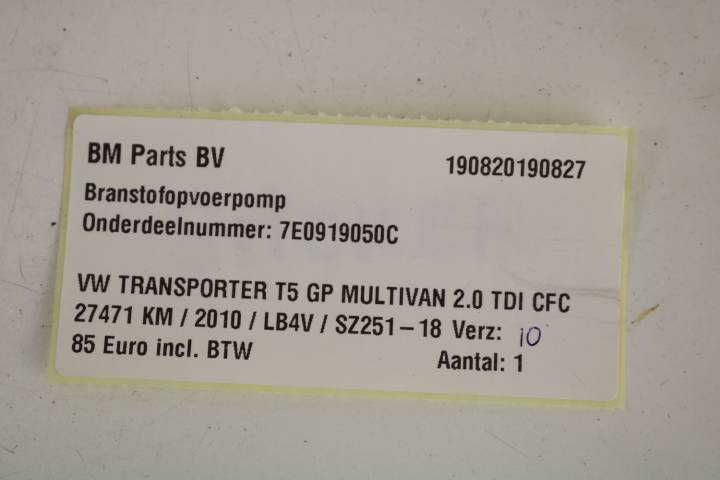 BM Parts BV 190820190827
Branstofopvoerpomp
Onderdeelnummer: 7E0919050C
VW TRANSPORTER T5 GP MULTIVAN 2.0 TDI CFC
27471 KM / 2010 / LB4V / SZ251-18 Verz: 10
85 Euro incl. BTW Aantal: 1